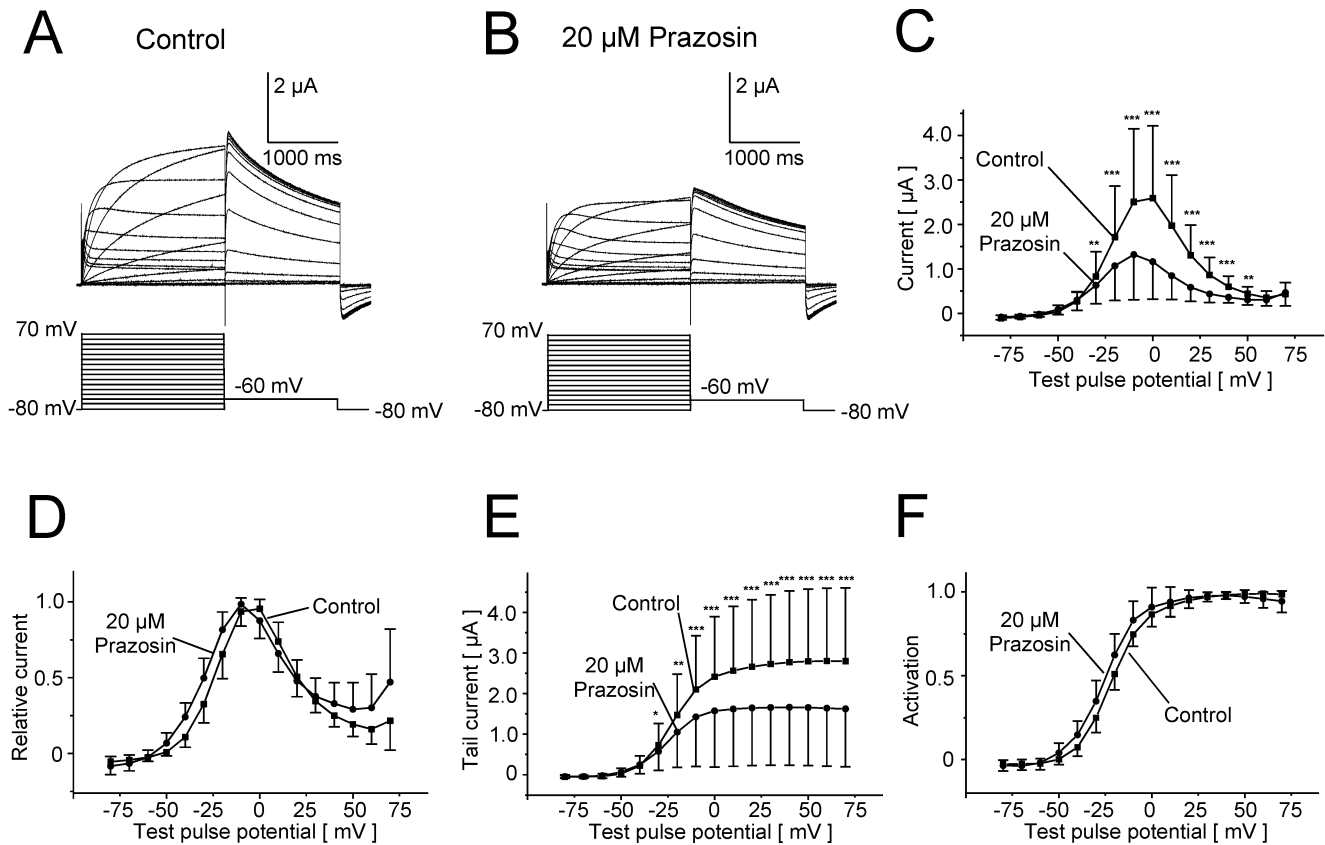 A
Control
2 µA
1000 ms
70 mV
-60 mV
-80 mV
-80 mV
B
20 µM Prazosin
2 µA
1000 ms
70 mV
-60 mV
-80 mV
-80 mV
C
Current [ µA ]
4.0
3.0
2.0
1.0
0
Control
20 µM
Prazosin
** *** *** *** *** *** *** *** **
-75 -50 -25 0 25 50 75
Test pulse potential [ mV ]
D
Relative current
1.0
0.5
0
20 µM
Prazosin
Control
-75 -50 -25 0 25 50 75
Test pulse potential [ mV ]
E
Tail current [ µA ]
4.0
3.0
2.0
1.0
0
Control
20 µM
Prazosin
* ** *** *** *** *** *** *** *** *** ***
-75 -50 -25 0 25 50 75
Test pulse potential [ mV ]
F
Activation
1.0
0.5
0
20 µM
Prazosin
Control
-75 -50 -25 0 25 50 75
Test pulse potential [ mV ]